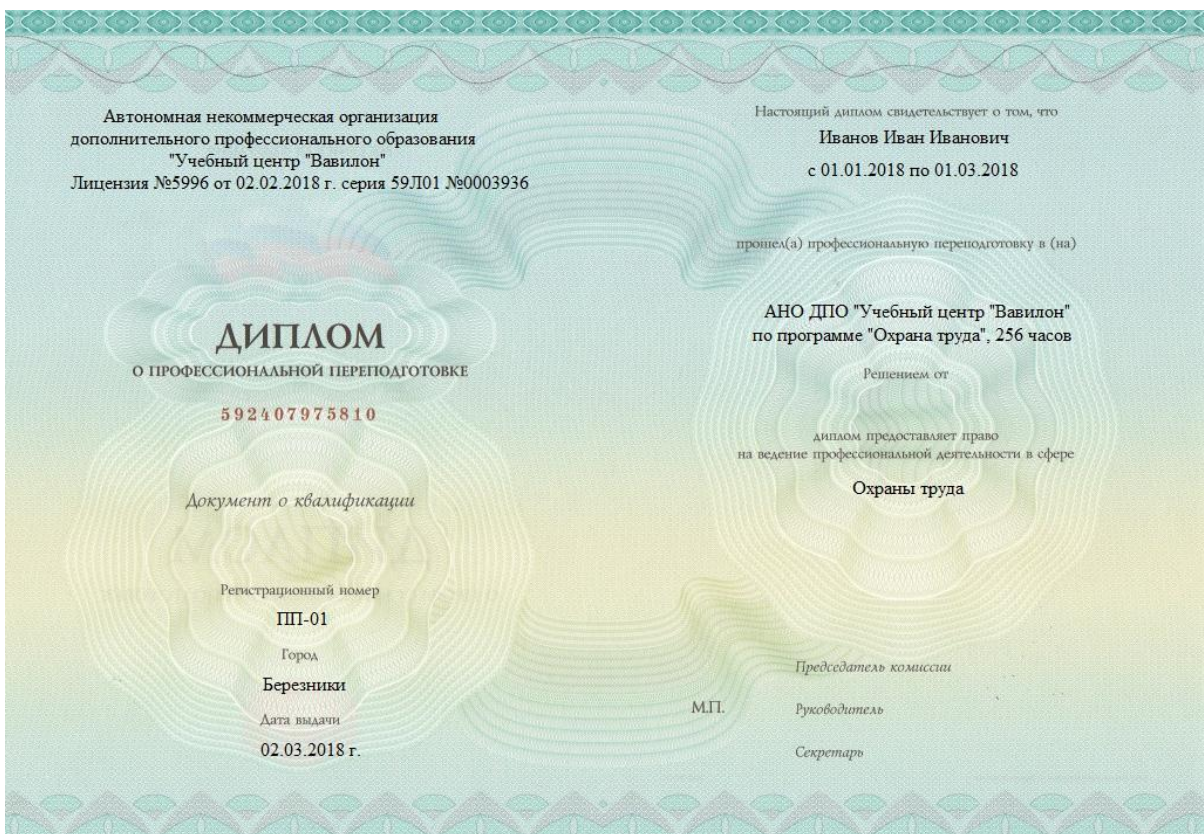 Автономная некоммерческая организация
дополнительного профессионального образования
"Учебный центр "Вавилон"
Лицензия №5996 от 02.02.2018 г. серия 59Л01 №0003936
ДИПЛОМ
О ПРОФЕССИОНАЛЬНОЙ ПЕРЕПОДГОТОВКЕ
592407975810
Документ о квалификации
Регистрационный номер
ПП-01
Город
Березники
Дата выдачи
02.03.2018 г.
Настоящий диплом свидетельствует о том, что
Иванов Иван Иванович
с 01.01.2018 по 01.03.2018
прошел(а) профессиональную переподготовку в (на)
АНО ДПО "Учебный центр "Вавилон"
по программе "Охрана труда", 256 часов
Решением от
диплом предоставляет право
на ведение профессиональной деятельности в сфере
Охраны труда
Председатель комиссии
М.П.
Руководитель
Секретарь